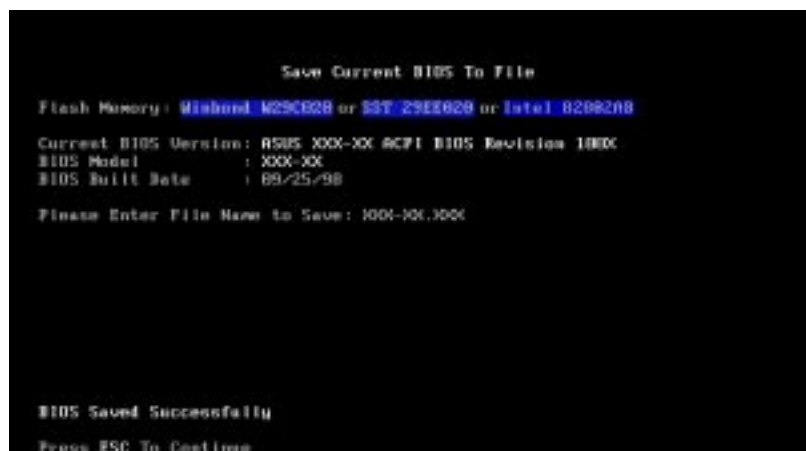 Save Current BIOS To File
Flash Memory: Winbond W29C020 or SST 29EE020 or Intel 82802AB
Current BIOS Version: ASUS XXX-XX ACPI BIOS Revision 100X
BIOS Model : XXX-XX
BIOS Built Date : 09/25/98
Please Enter File Name to Save: XXX-XX.XXX
BIOS Saved Successfully
Press ESC To Continue